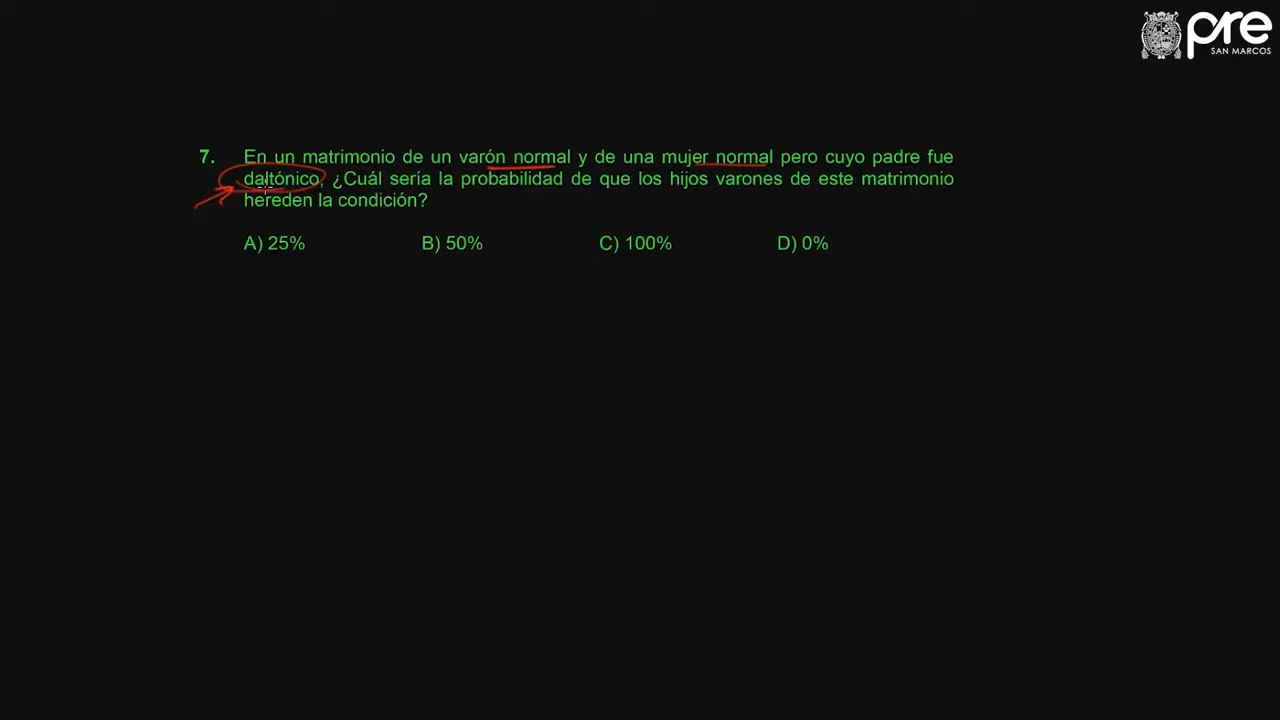 pre
SAN MARCOS
7. En un matrimonio de un varón normal y de una mujer normal pero cuyo padre fue
daltónico, ¿Cuál sería la probabilidad de que los hijos varones de este matrimonio
hereden la condición?
A) 25% B) 50% C) 100% D) 0%